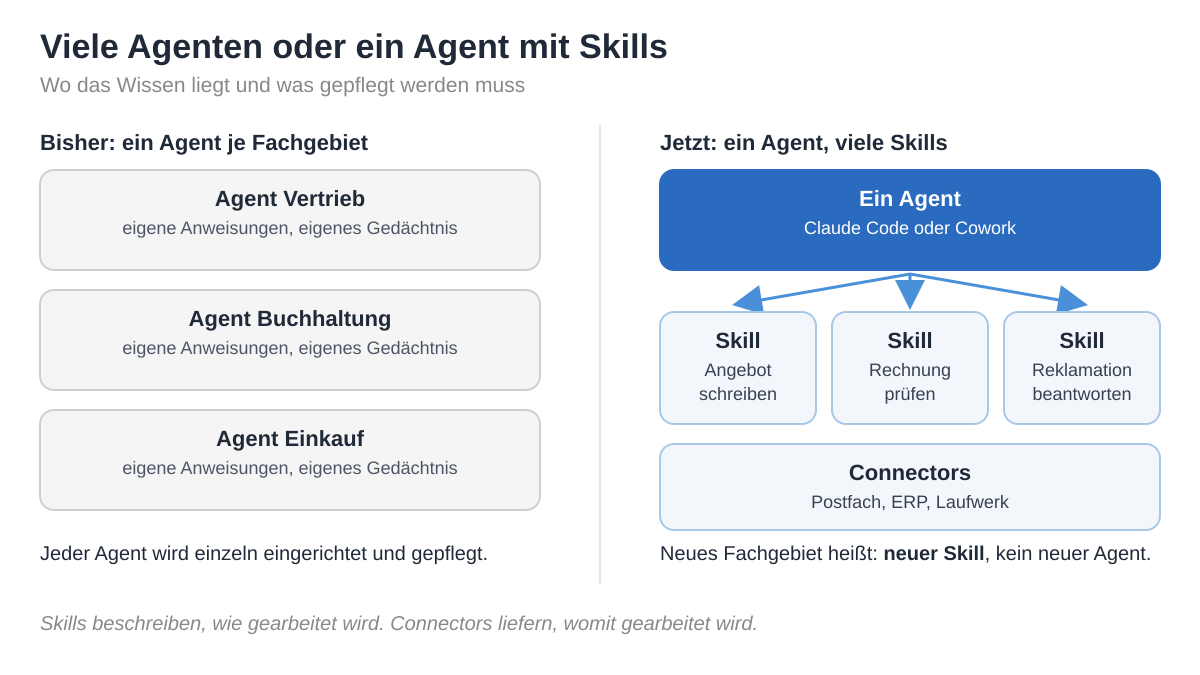 Viele Agenten oder ein Agent mit Skills
Wo das Wissen liegt und was gepflegt werden muss
Bisher: ein Agent je Fachgebiet
Agent Vertrieb
eigene Anweisungen, eigenes Gedächtnis
Agent Buchhaltung
eigene Anweisungen, eigenes Gedächtnis
Agent Einkauf
eigene Anweisungen, eigenes Gedächtnis
Jeder Agent wird einzeln eingerichtet und gepflegt.
Jetzt: ein Agent, viele Skills
Ein Agent
Claude Code oder Cowork
Skill
Angebot
schreiben
Skill
Rechnung
prüfen
Skill
Reklamation
beantworten
Connectors
Postfach, ERP, Laufwerk
Neues Fachgebiet heißt: neuer Skill, kein neuer Agent.
Skills beschreiben, wie gearbeitet wird. Connectors liefern, womit gearbeitet wird.